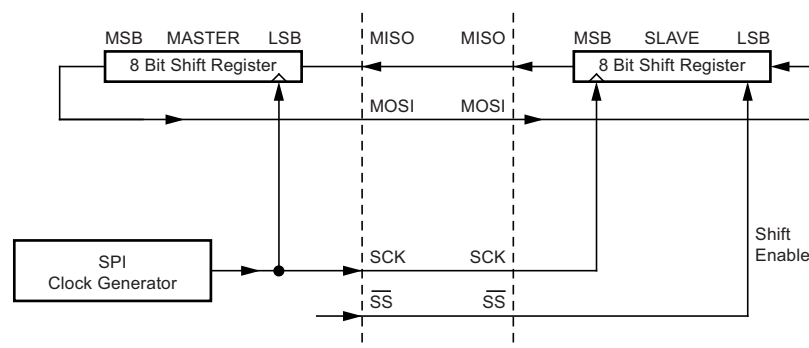 MSB MASTER LSB MISO MISO MSB SLAVE LSB
8 Bit Shift Register 8 Bit Shift Register
MOSI MOSI
SPI
Clock Generator
SCK SCK
Shift
Enable
SS SS